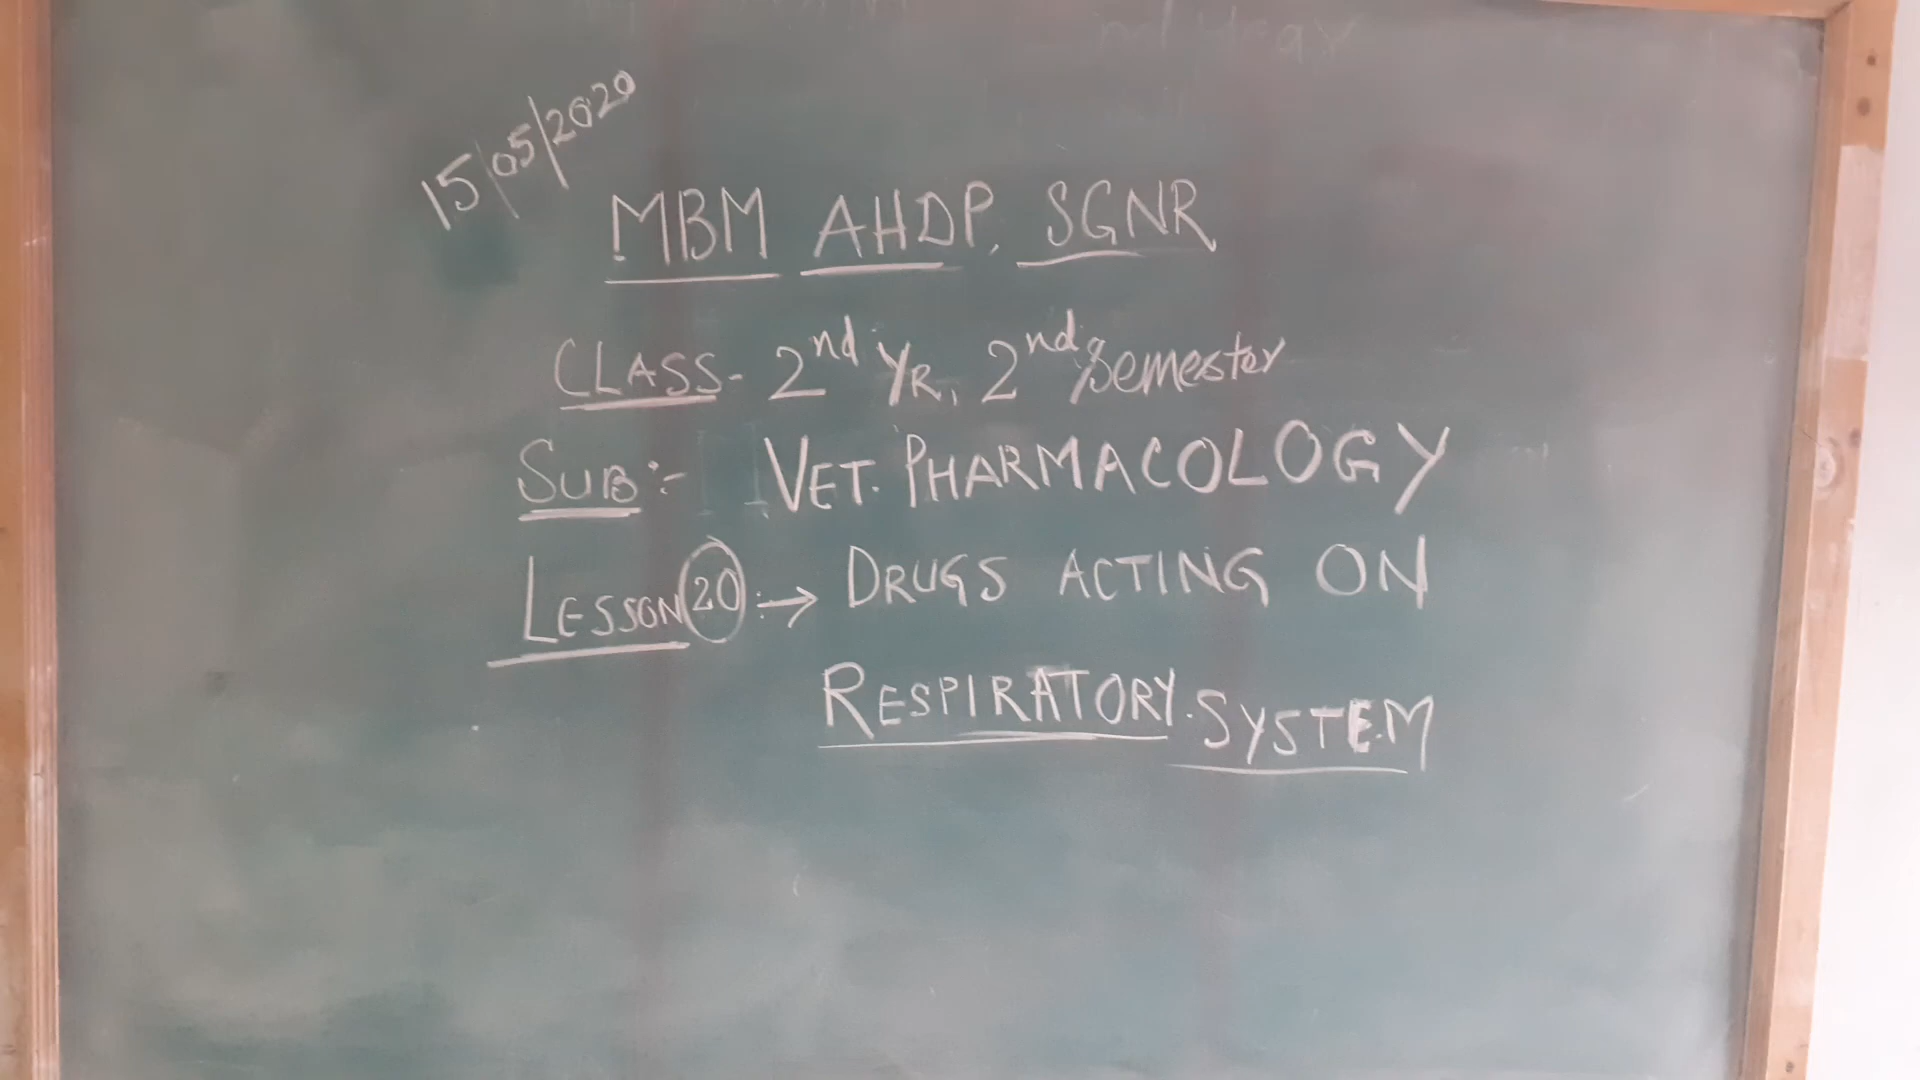 15/05/2020
MBM AHDP, SGNR
CLASS- 2nd YR, 2nd Semester
SUB:- VET. PHARMACOLOGY
LESSON 20 :→ DRUGS ACTING ON
RESPIRATORY SYSTEM